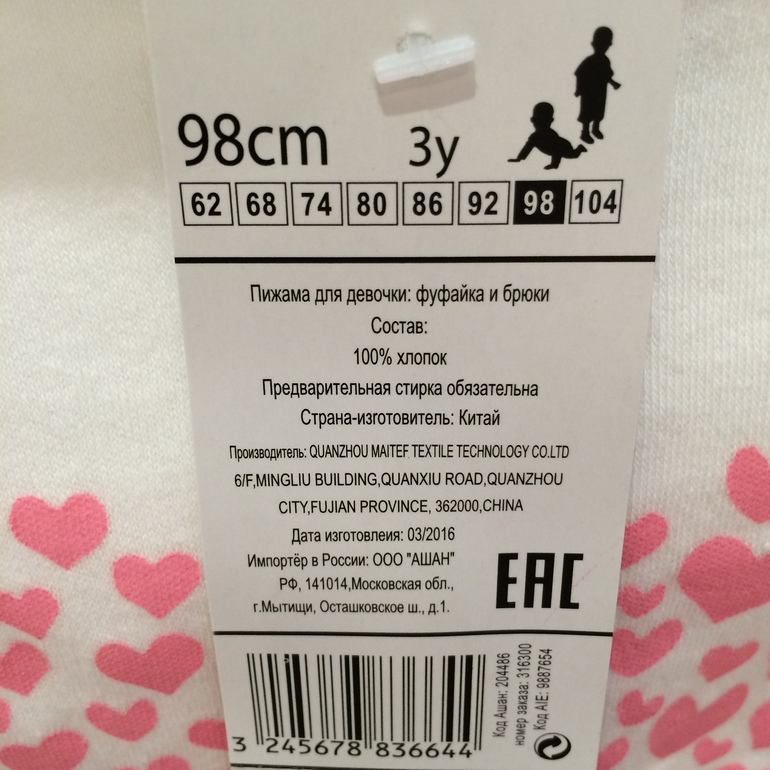 98cm 3y
62 68 74 80 86 92 98 104
Пижама для девочки: фуфайка и брюки
Состав:
100% хлопок
Предварительная стирка обязательна
Страна-изготовитель: Китай
Производитель: QUANZHOU MAITEF TEXTILE TECHNOLOGY CO.LTD
6/F,MINGLIU BUILDING,QUANXIU ROAD,QUANZHOU
CITY,FUJIAN PROVINCE, 362000,CHINA
Дата изготовлеия: 03/2016
Импортёр в России: ООО "АШАН"
РФ, 141014,Московская обл.,
г.Мытищи, Осташковское ш., д.1.
EAC
3 245678 836644
Код Ашан: 204486
номер заказа: 316300
Код AIE: 9887654